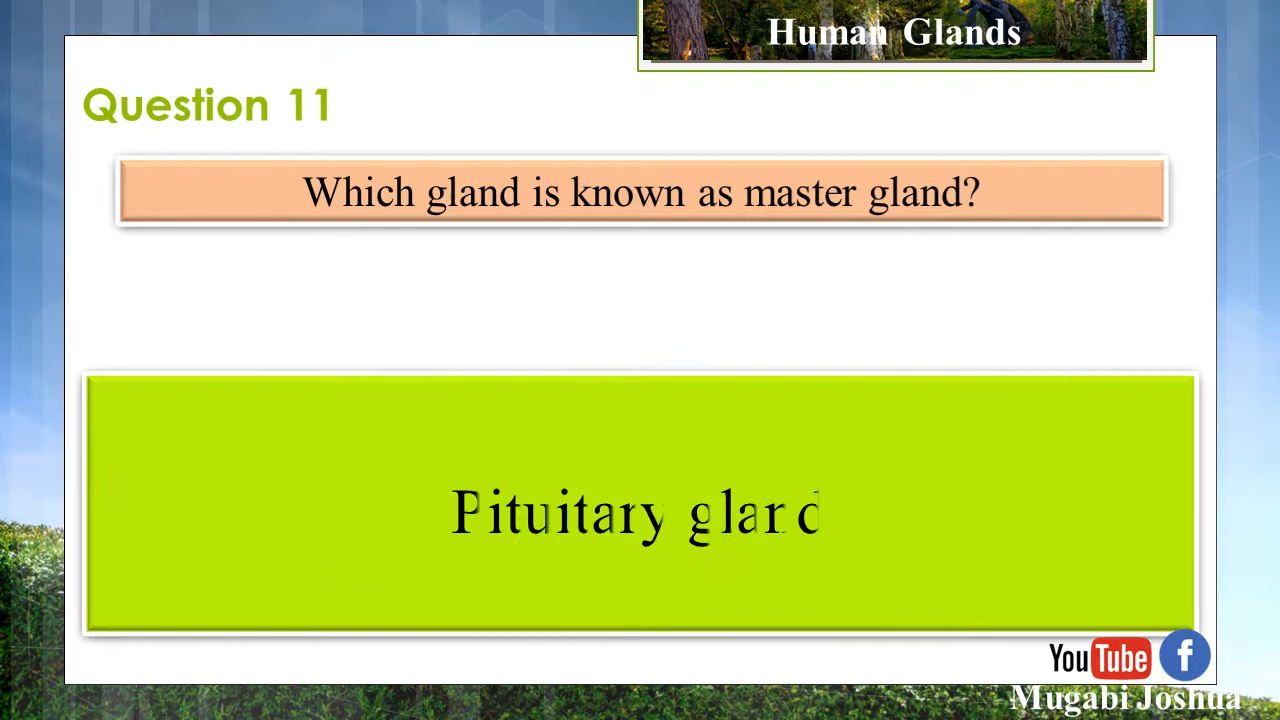 Human Glands
Question 11
Which gland is known as master gland?
Pituitary gland
YouTube f
Mugabi Joshua